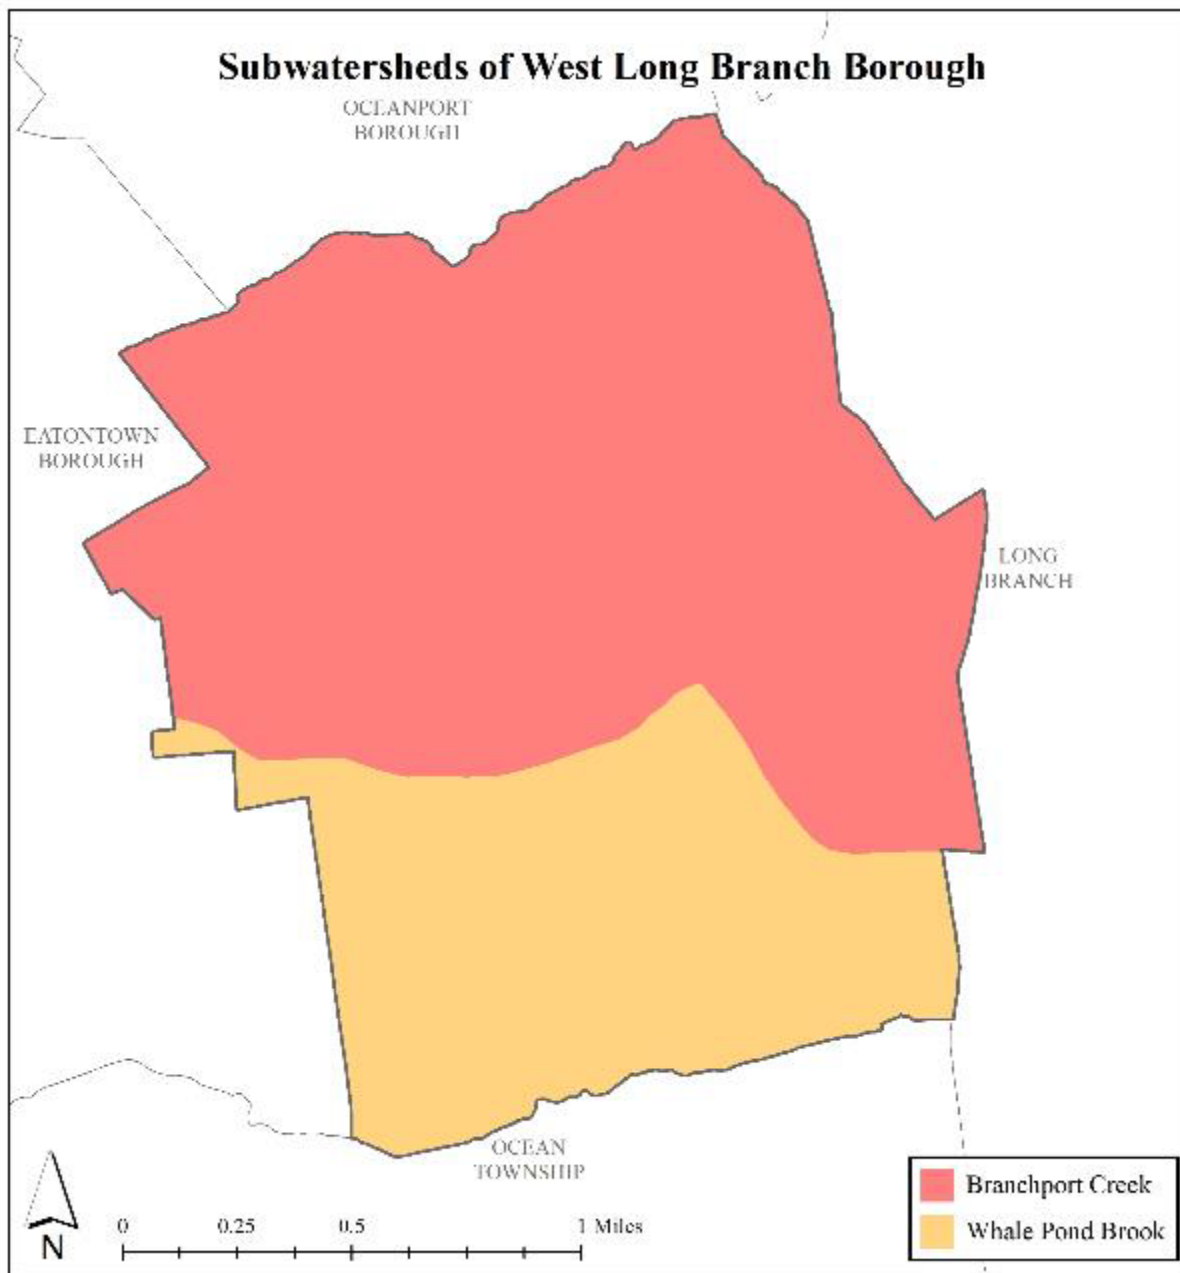 Subwatersheds of West Long Branch Borough
OCEANPORT
BOROUGH
EATONTOWN
BOROUGH
LONG
BRANCH
OCEAN
TOWNSHIP
Branchport Creek
Whale Pond Brook
0 0.25 0.5 1 Miles
N